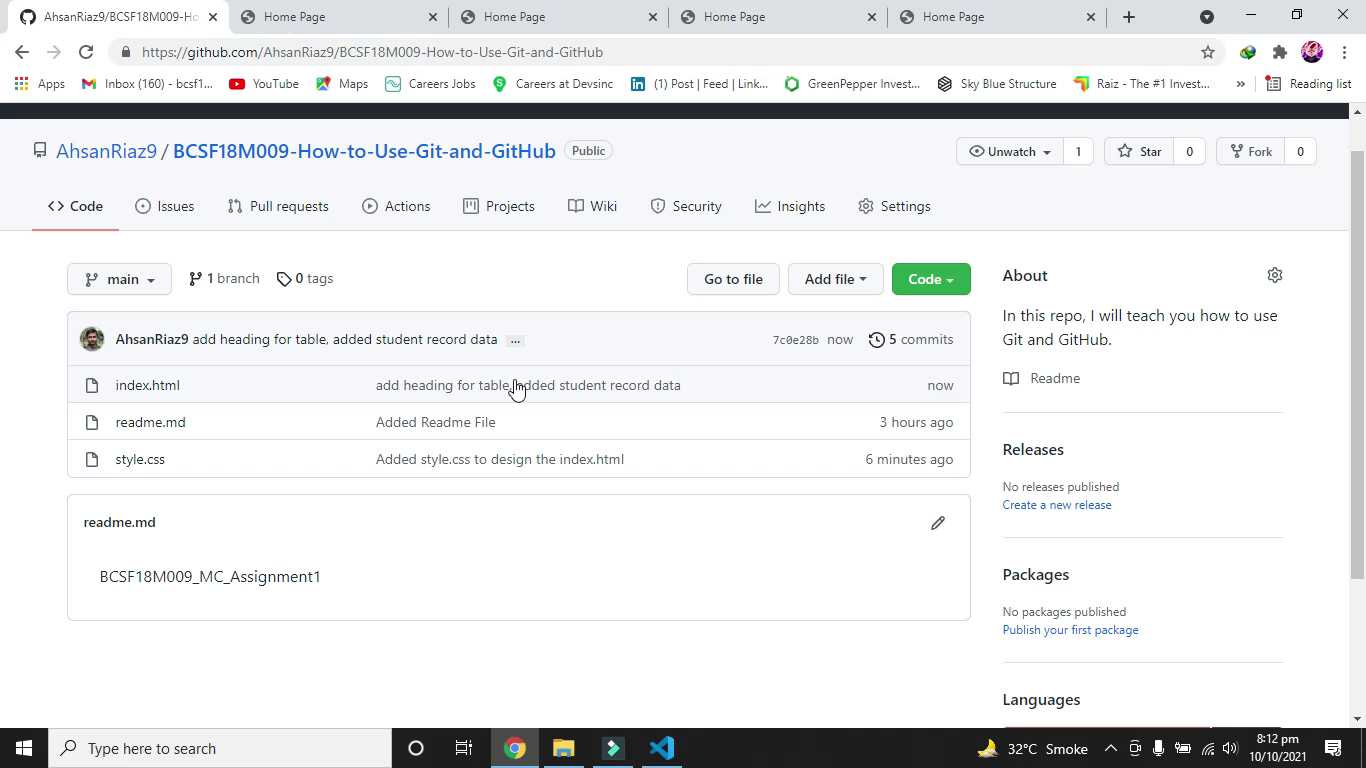 AhsanRiaz9/BCSF18M009-Ho
Home Page
Home Page
Home Page
Home Page
https://github.com/AhsanRiaz9/BCSF18M009-How-to-Use-Git-and-GitHub
Apps
Inbox (160) - bcsf1...
YouTube
Maps
Careers Jobs
Careers at Devsinc
(1) Post | Feed | Link...
GreenPepper Invest...
Sky Blue Structure
Raiz - The #1 Invest...
»
Reading list
AhsanRiaz9 / BCSF18M009-How-to-Use-Git-and-GitHub Public
Unwatch 1
Star 0
Fork 0
Code
Issues
Pull requests
Actions
Projects
Wiki
Security
Insights
Settings
main
1 branch
0 tags
Go to file
Add file
Code
AhsanRiaz9 add heading for table, added student record data ...
7c0e28b now 5 commits
index.html add heading for table, added student record data now
readme.md Added Readme File 3 hours ago
style.css Added style.css to design the index.html 6 minutes ago
readme.md
BCSF18M009_MC_Assignment1
About
In this repo, I will teach you how to use
Git and GitHub.
Readme
Releases
No releases published
Create a new release
Packages
No packages published
Publish your first package
Languages
Type here to search
32°C Smoke
8:12 pm
10/10/2021